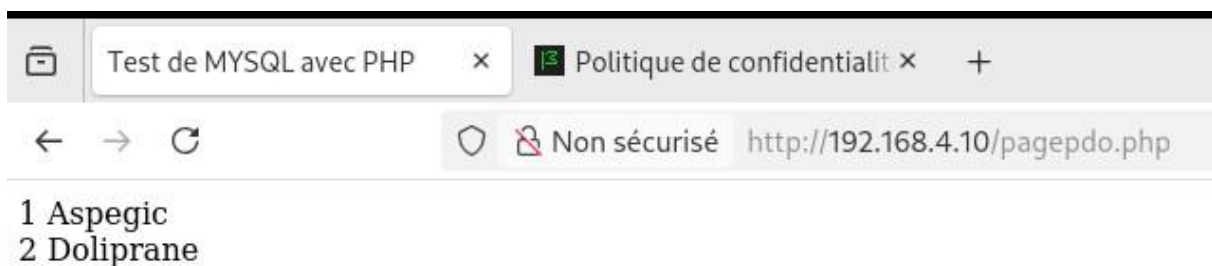 Test de MYSQL avec PHP × Politique de confidentialit × +
Non sécurisé http://192.168.4.10/pagepdo.php
1 Aspegic
2 Doliprane